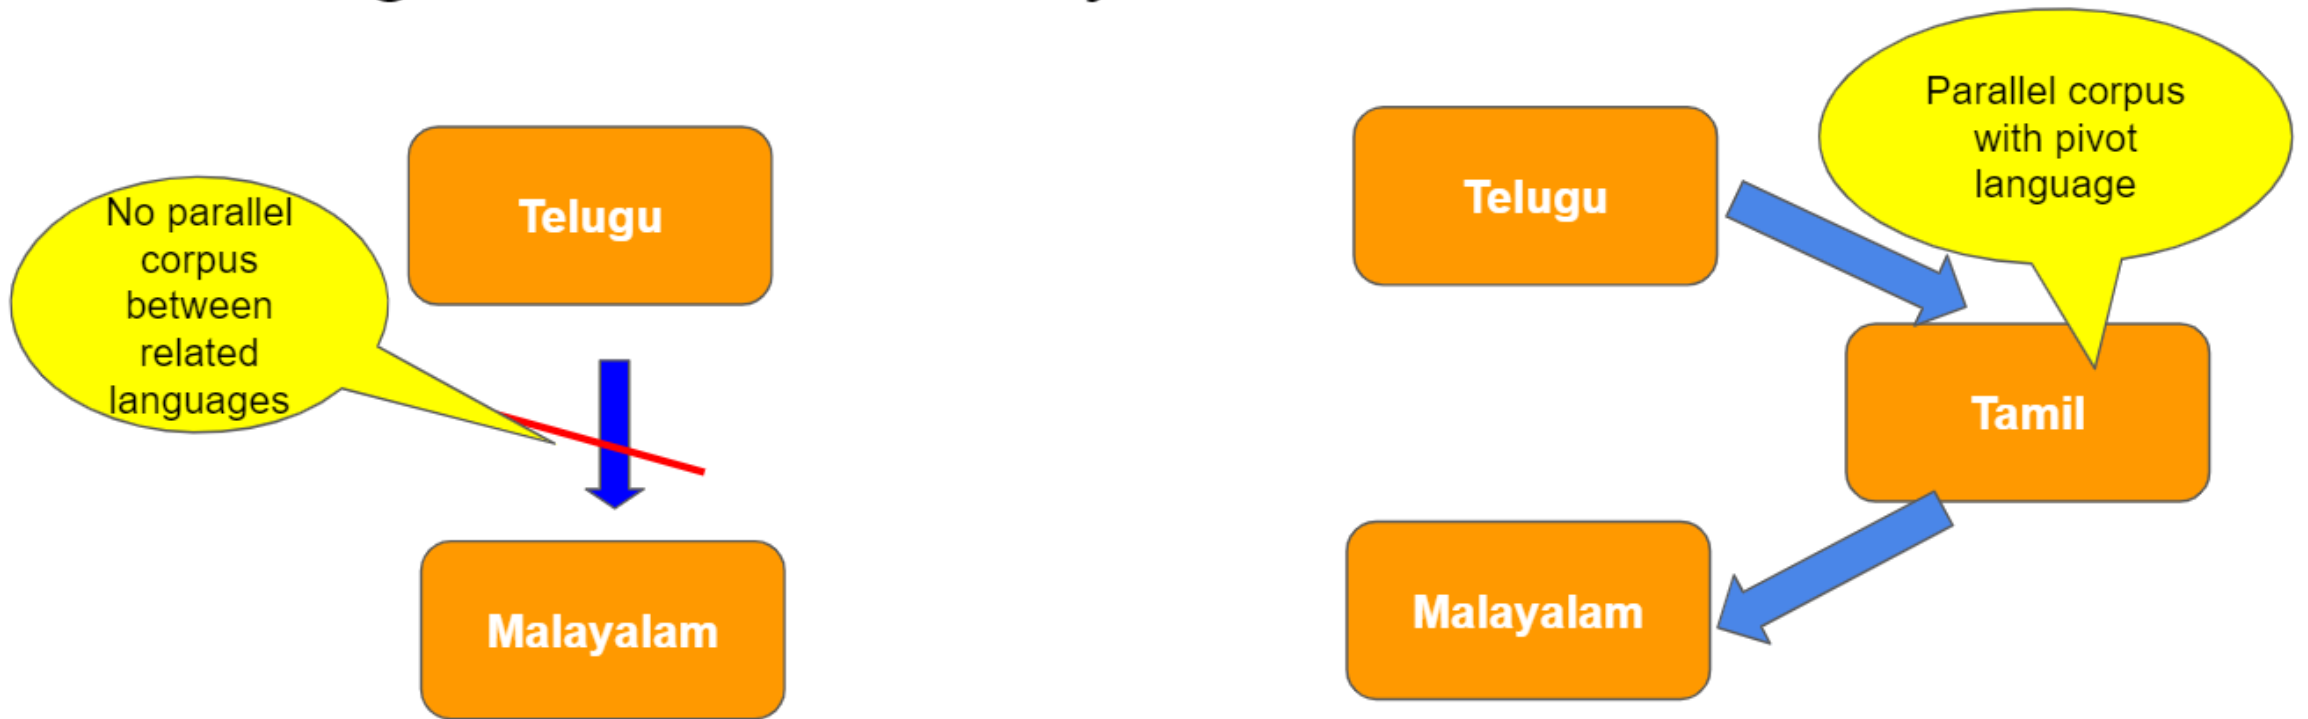 No parallel
corpus
between
related
languages
Telugu
Malayalam
Telugu
Parallel corpus
with pivot
language
Tamil
Malayalam